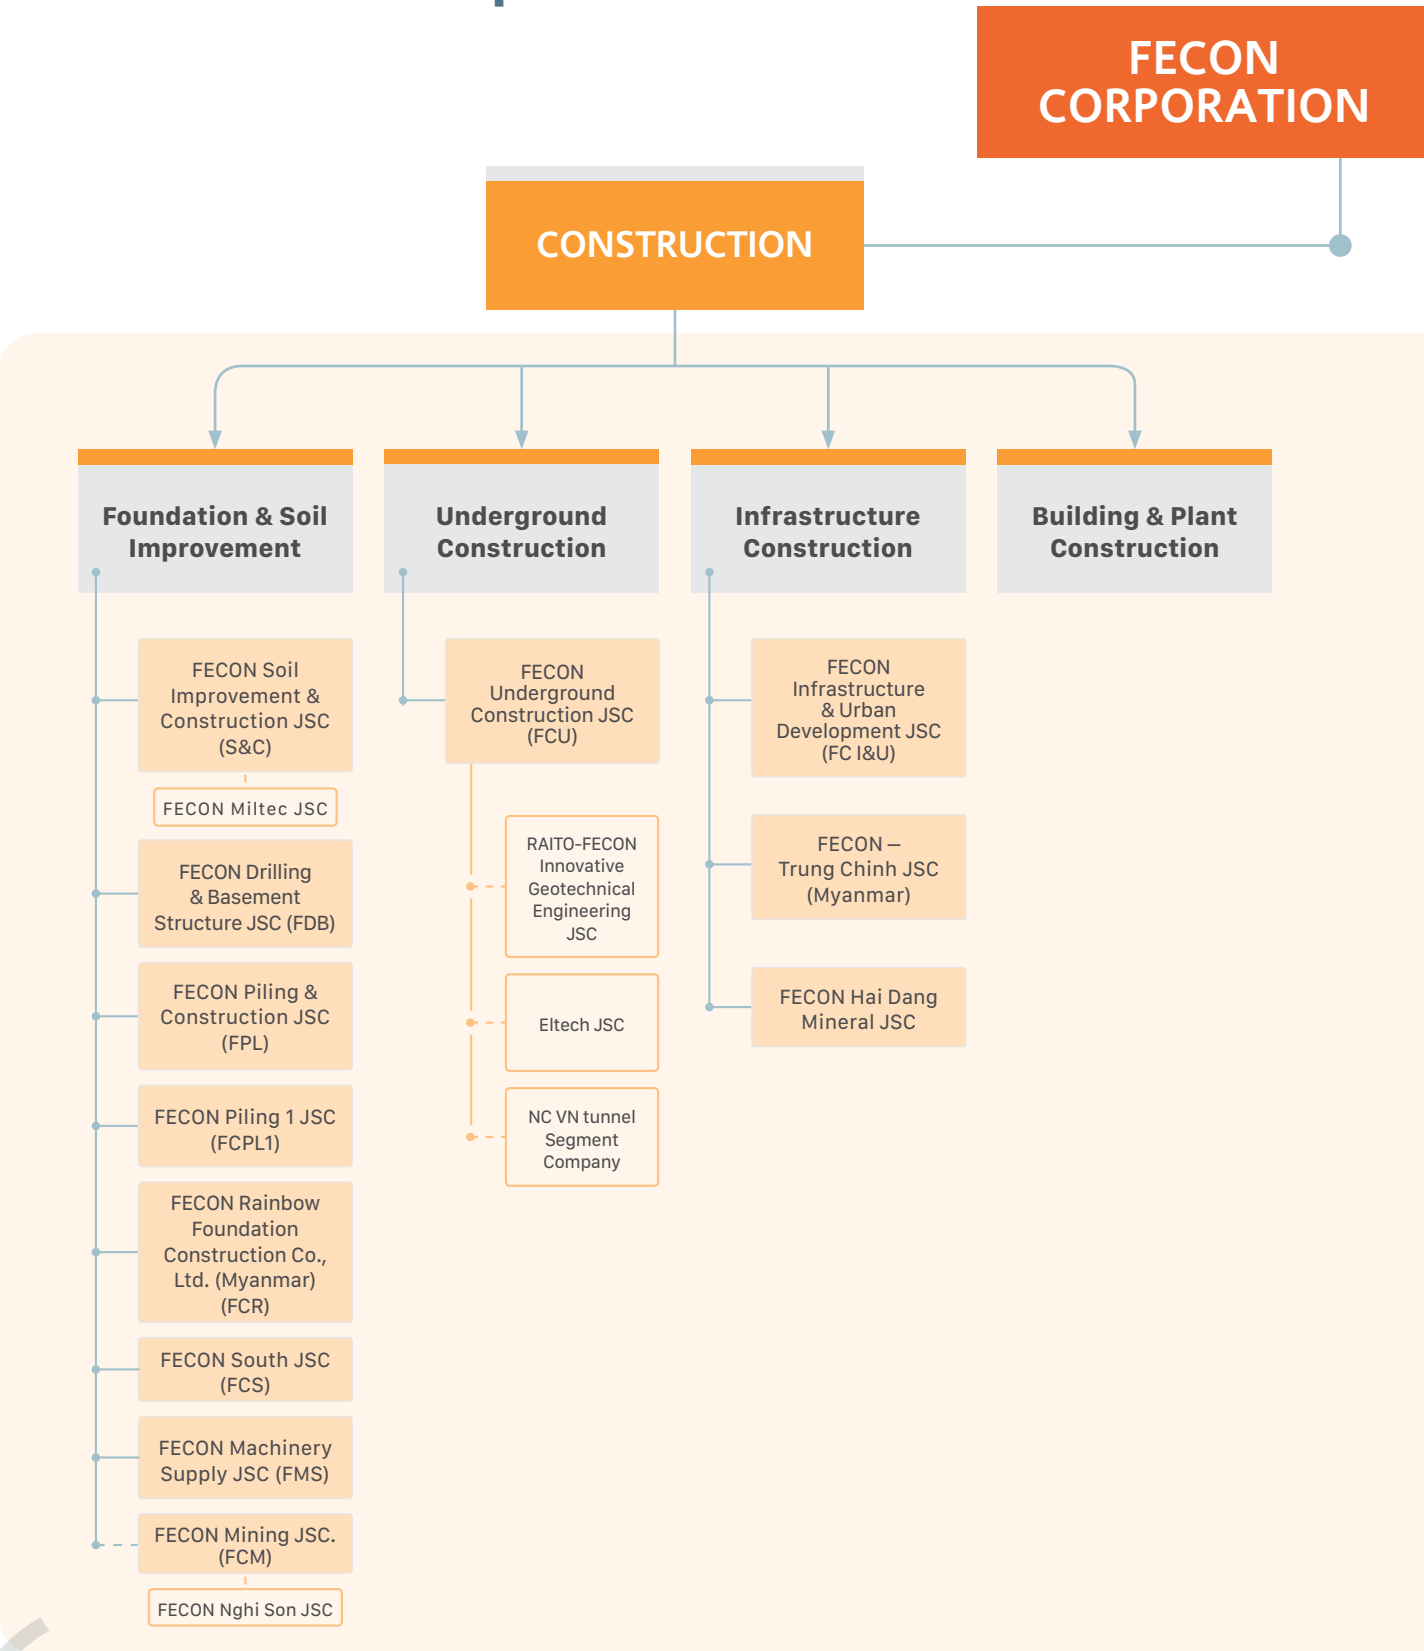 FECON
CORPORATION
CONSTRUCTION
Foundation & Soil
Improvement
FECON Soil
Improvement &
Construction JSC
(S&C)
FECON Miltec JSC
FECON Drilling
& Basement
Structure JSC (FDB)
FECON Piling &
Construction JSC
(FPL)
FECON Piling 1 JSC
(FCPL1)
FECON Rainbow
Foundation
Construction Co.,
Ltd. (Myanmar)
(FCR)
FECON South JSC
(FCS)
FECON Machinery
Supply JSC (FMS)
FECON Mining JSC.
(FCM)
FECON Nghi Son JSC
Underground
Construction
FECON
Underground
Construction JSC
(FCU)
RAITO-FECON
Innovative
Geotechnical
Engineering
JSC
Eltech JSC
NC VN tunnel
Segment
Company
Infrastructure
Construction
FECON
Infrastructure
& Urban
Development JSC
(FC I&U)
FECON –
Trung Chinh JSC
(Myanmar)
FECON Hai Dang
Mineral JSC
Building & Plant
Construction